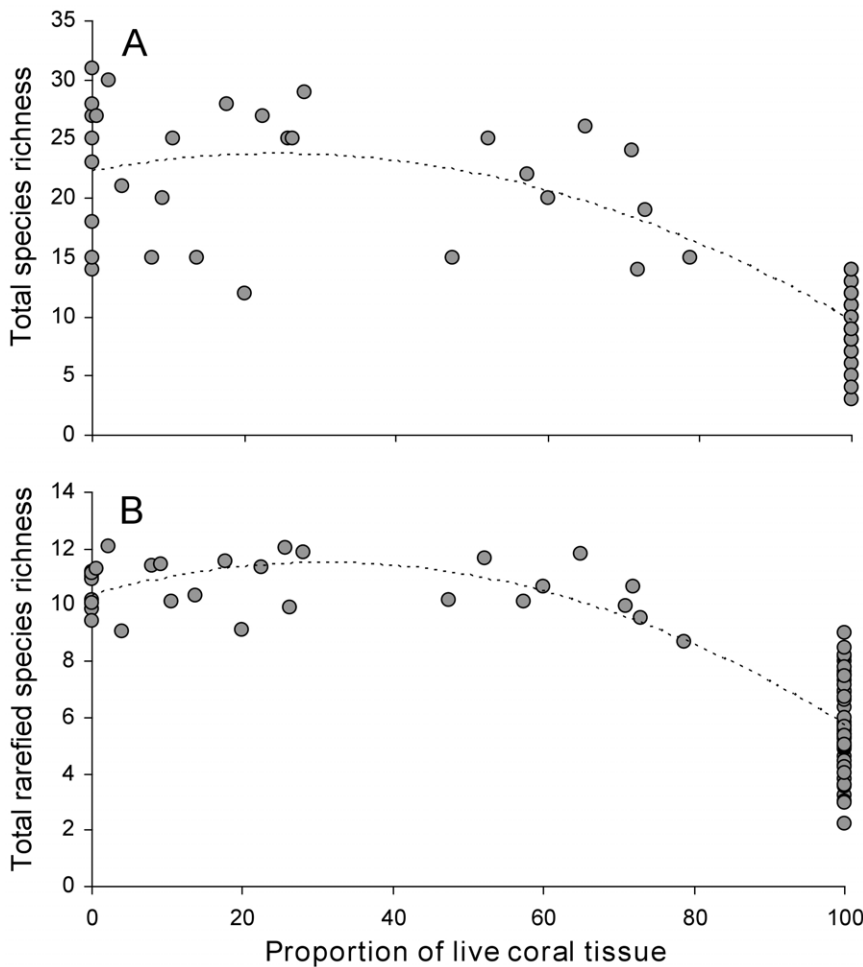 A
Total species richness
35
30
25
20
15
10
5
0
B
Total rarefied species richness
14
12
10
8
6
4
2
0
0 20 40 60 80 100
Proportion of live coral tissue